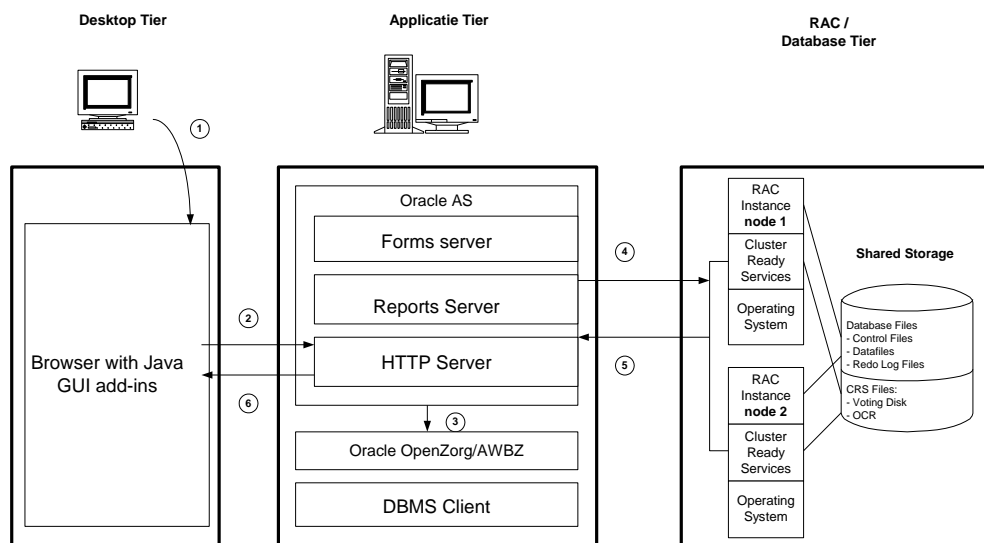 Desktop Tier
Applicatie Tier
RAC /
Database Tier
1
Browser with Java
GUI add-ins
2
6
Oracle AS
Forms server
Reports Server
HTTP Server
3
Oracle OpenZorg/AWBZ
DBMS Client
4
5
RAC
Instance
node 1
Cluster
Ready
Services
Operating
System
RAC
Instance
node 2
Cluster
Ready
Services
Operating
System
Shared Storage
Database Files
- Control Files
- Datafiles
- Redo Log Files
CRS Files:
- Voting Disk
- OCR